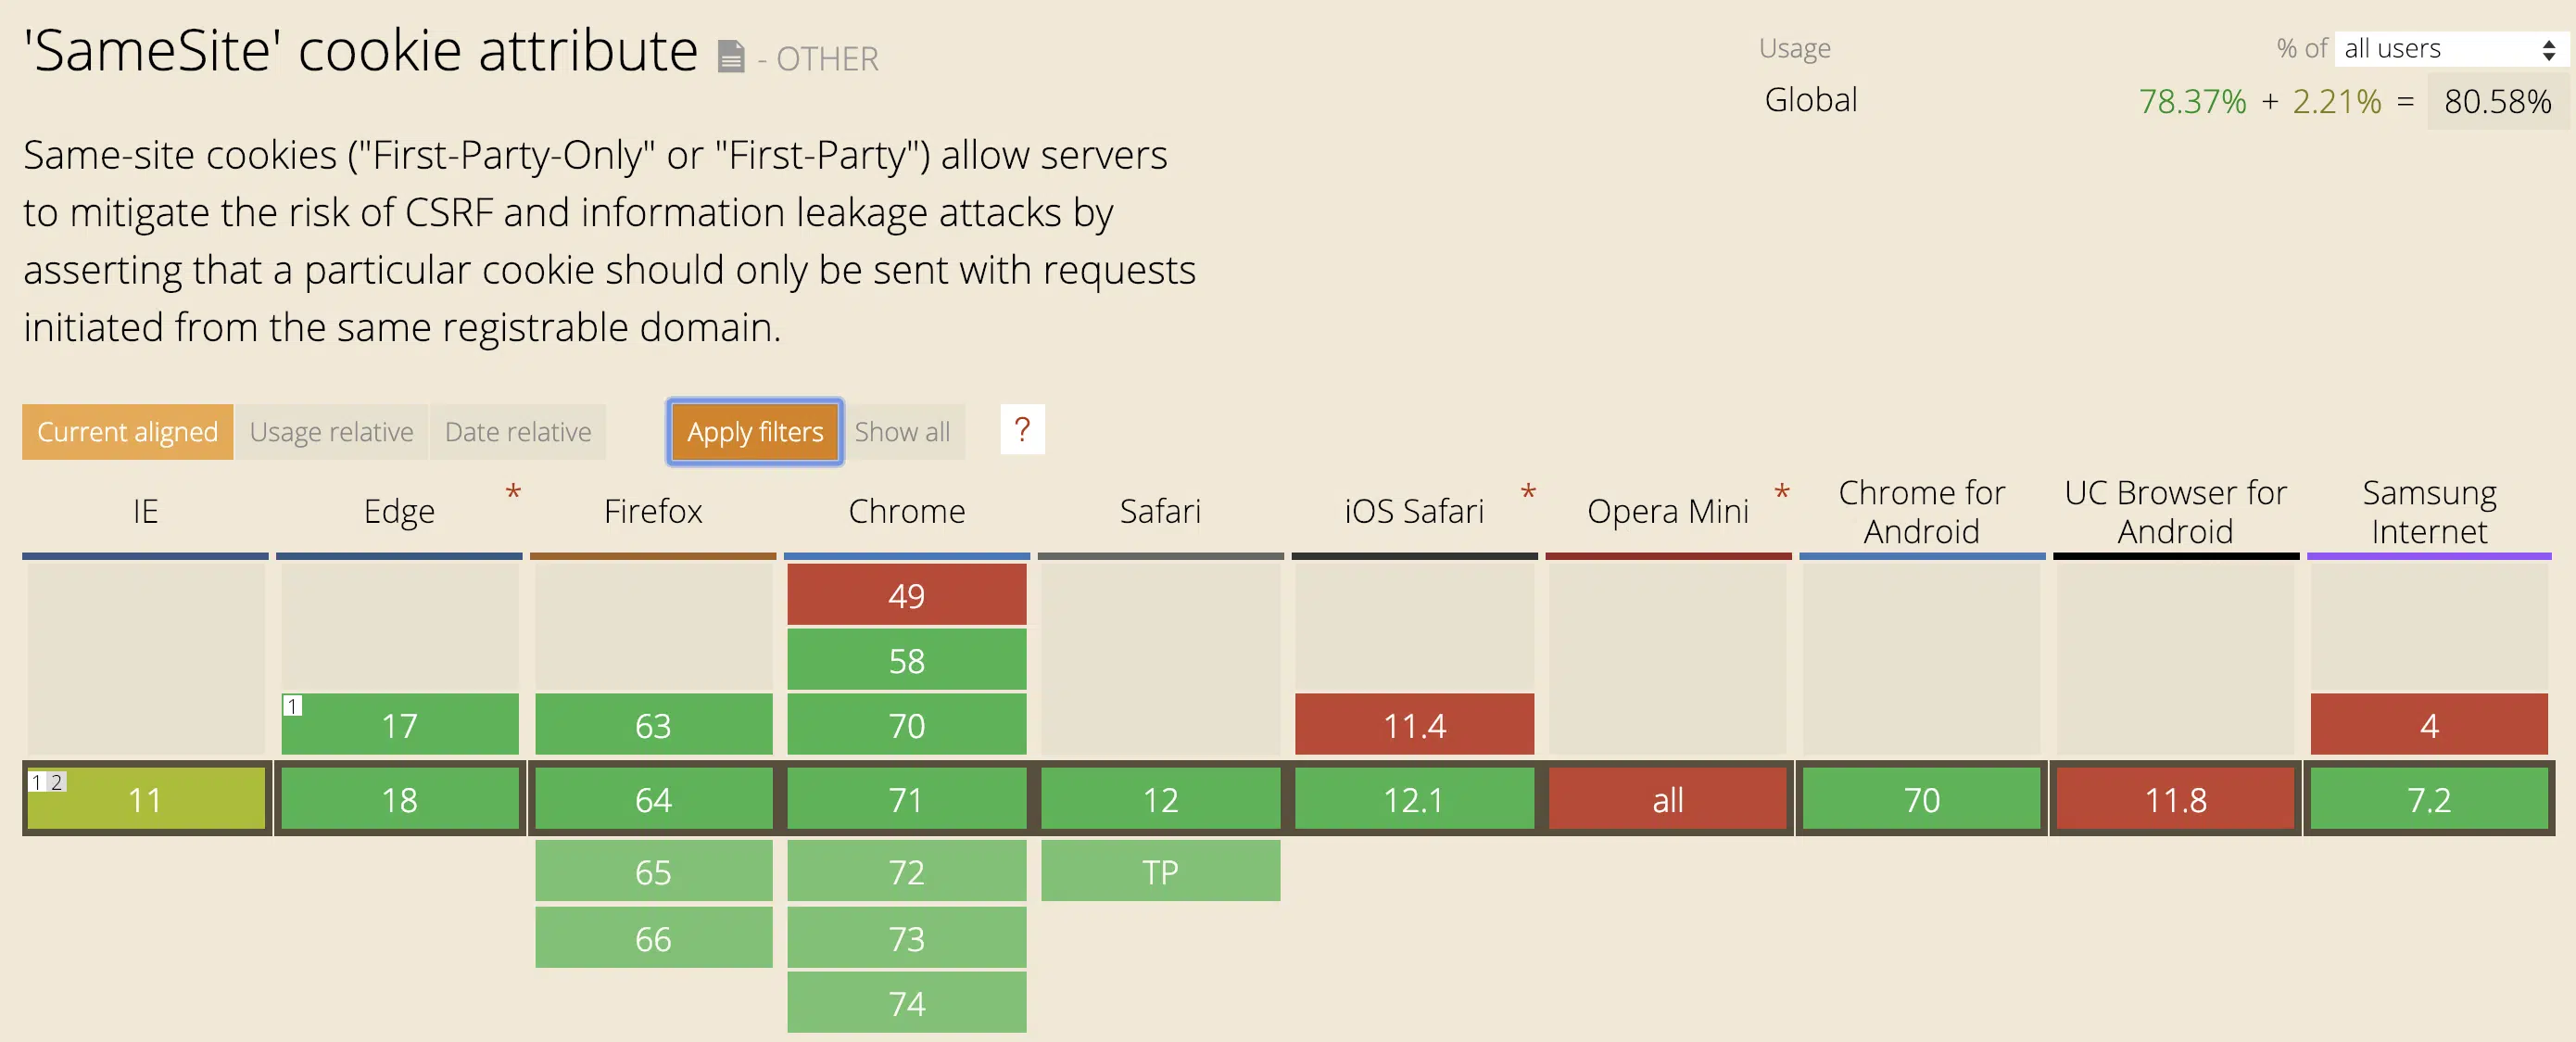 'SameSite' cookie attribute - OTHER
Usage % of all users
Global 78.37% + 2.21% = 80.58%
Same-site cookies ("First-Party-Only" or "First-Party") allow servers
to mitigate the risk of CSRF and information leakage attacks by
asserting that a particular cookie should only be sent with requests
initiated from the same registrable domain.
Current aligned Usage relative Date relative Apply filters Show all ?
IE Edge * Firefox Chrome Safari iOS Safari * Opera Mini * Chrome for Android UC Browser for Android Samsung Internet
49
58
1 17 63 70 11.4 4
1 2 11 18 64 71 12 12.1 all 70 11.8 7.2
65 72 TP
66 73
74